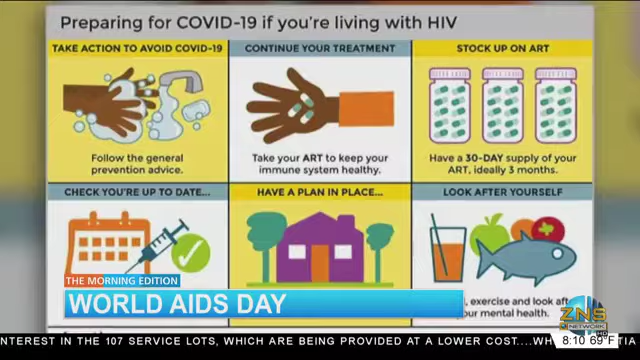 Preparing for COVID-19 if you're living with HIV
TAKE ACTION TO AVOID COVID-19
Follow the general
prevention advice.
CONTINUE YOUR TREATMENT
Take your ART to keep your
immune system healthy.
STOCK UP ON ART
Have a 30-DAY supply of your
ART, ideally 3 months.
CHECK YOU'RE UP TO DATE...
HAVE A PLAN IN PLACE...
LOOK AFTER YOURSELF
, exercise and look
your mental health.
THE MORNING EDITION
WORLD AIDS DAY
ZNS
NETWORK
HD
NTEREST IN THE 107 SERVICE LOTS, WHICH ARE BEING PROVIDED AT A LOWER COST....
8:10 69°F